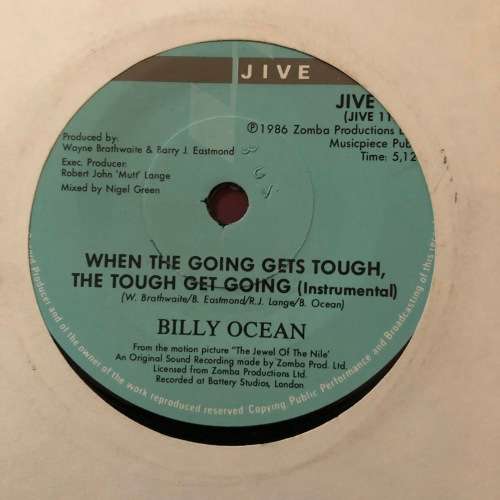 JIVE
JIVE
(JIVE 11
℗1986 Zomba Productions
Musicpiece
Time: 5,12
Produced by:
Wayne Brathwaite & Barry J. Eastmond
Exec. Producer:
Robert John 'Mutt' Lange
Mixed by Nigel Green
WHEN THE GOING GETS TOUGH,
THE TOUGH GET GOING (Instrumental)
(W. Brathwaite/B. Eastmond/R.J. Lange/B. Ocean)
BILLY OCEAN
From the motion picture "The Jewel Of The Nile'
An Original Sound Recording made by Zomba Prod. Ltd.
Licensed from Zomba Productions Ltd.
Recorded at Battery Studios, London
Producer and of the owner of the work reproduced reserved Copying, Public Performance and Broadcasting of this